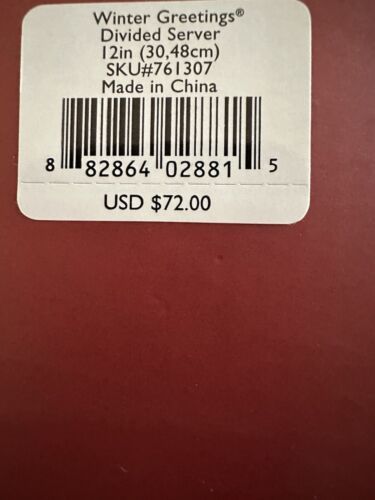 Winter Greetings®
Divided Server
12in (30,48cm)
SKU#761307
Made in China
8 82864 02881 5
USD $72.00